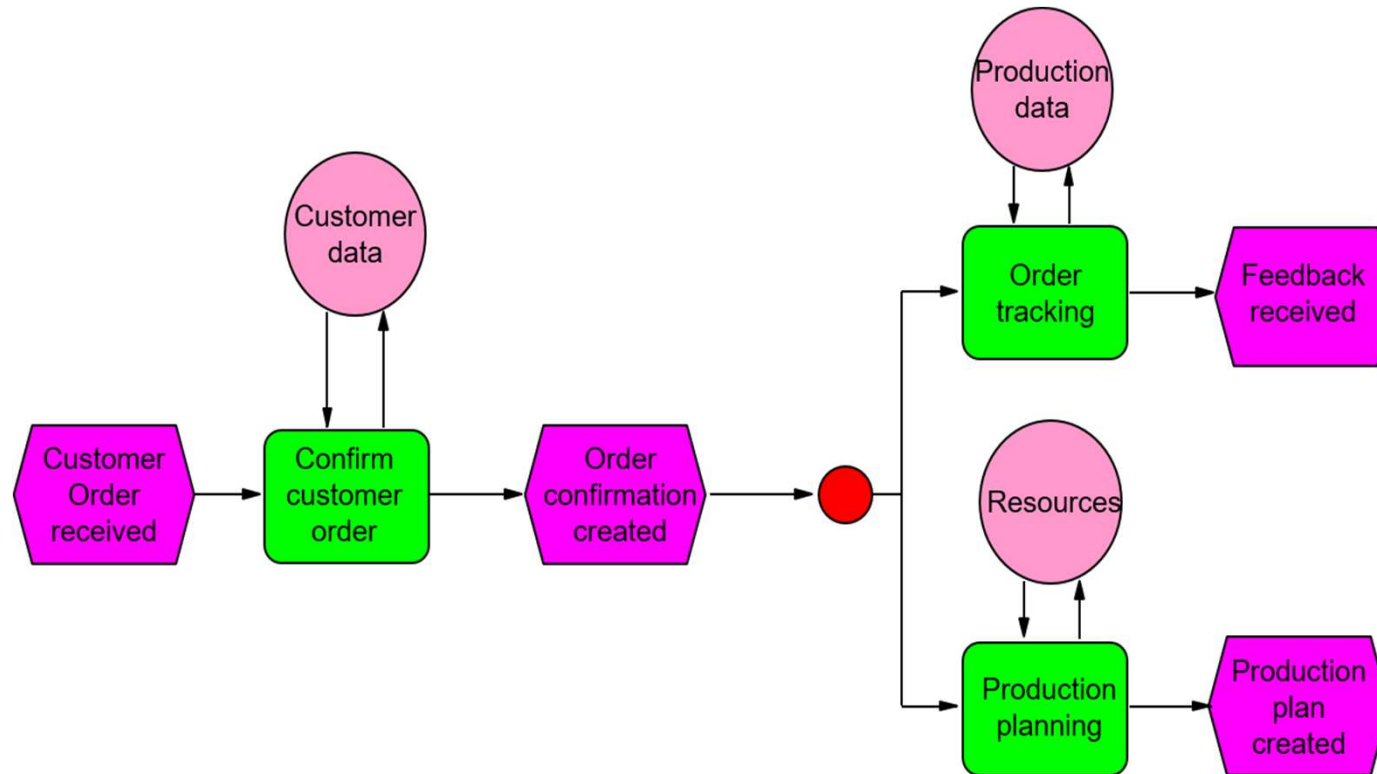 Production
data
Customer
data
Order
tracking
Feedback
received
Customer
Order
received
Confirm
customer
order
Order
confirmation
created
Resources
Production
planning
Production
plan
created